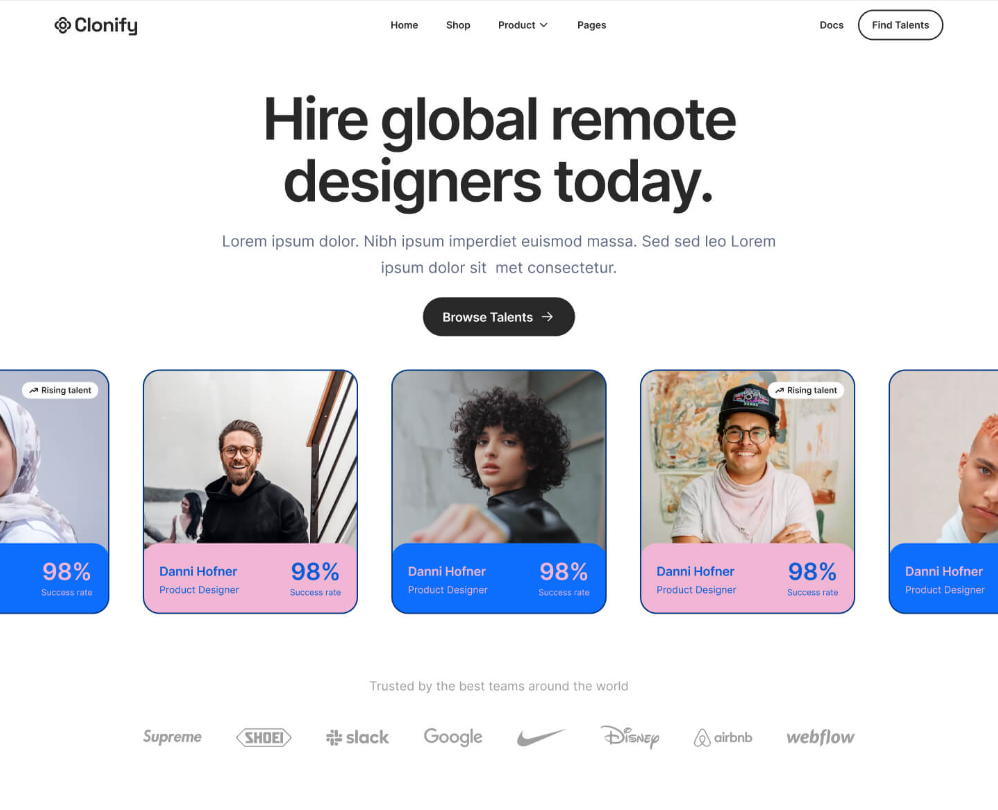 Clonify
Home Shop Product Pages
Docs Find Talents
Hire global remote
designers today.
Lorem ipsum dolor. Nibh ipsum imperdiet euismod massa. Sed sed leo Lorem
ipsum dolor sit met consectetur.
Browse Talents
Rising talent
98%
Success rate
Danni Hofner
Product Designer
98%
Success rate
Danni Hofner
Product Designer
98%
Success rate
Rising talent
Danni Hofner
Product Designer
98%
Success rate
Danni Hofner
Product Designer
Trusted by the best teams around the world
Supreme SHOEI slack Google Disney airbnb webflow